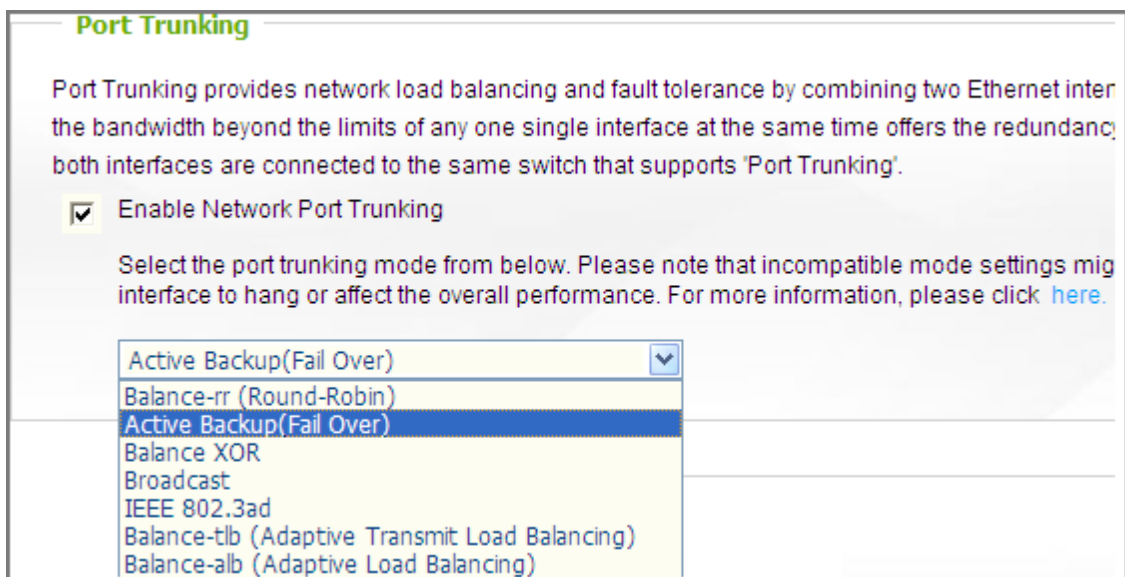 Port Trunking
Port Trunking provides network load balancing and fault tolerance by combining two Ethernet
the bandwidth beyond the limits of any one single interface at the same time offers the redundancy
both interfaces are connected to the same switch that supports 'Port Trunking'.
Enable Network Port Trunking
Select the port trunking mode from below. Please note that incompatible mode settings
interface to hang or affect the overall performance. For more information, please click here.
Active Backup(Fail Over)
Balance-rr (Round-Robin)
Active Backup(Fail Over)
Balance XOR
Broadcast
IEEE 802.3ad
Balance-tlb (Adaptive Transmit Load Balancing)
Balance-alb (Adaptive Load Balancing)